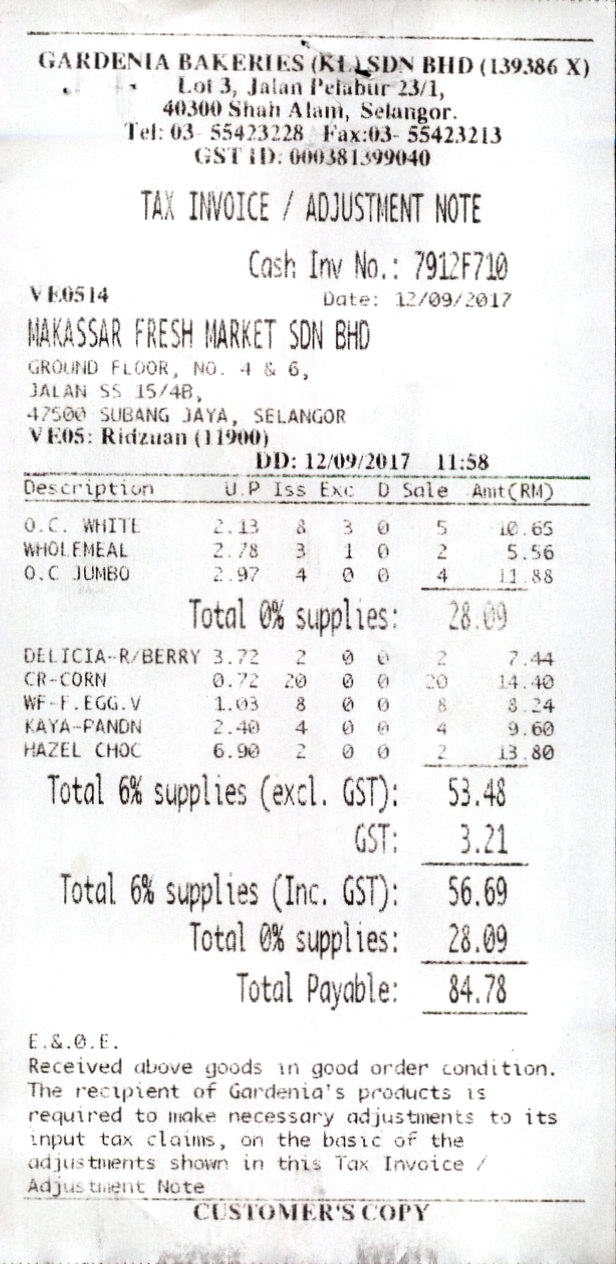 GARDENIA BAKERIES (KL) SDN BHD (139386 X)
Lot 3, Jalan Pelabur 23/1,
40300 Shah Alam, Selangor.
Tel: 03- 55423228 Fax:03- 55423213
GST ID: 000381399040
TAX INVOICE / ADJUSTMENT NOTE
Cash Inv No.: 7912F710
VE0514 Date: 12/09/2017
MAKASSAR FRESH MARKET SDN BHD
GROUND FLOOR, NO. 4 & 6,
JALAN SS 15/4B,
47500 SUBANG JAYA, SELANGOR
VE05: Ridzuan (11900)
DD: 12/09/2017 11:58
Description U.P Iss Exc D Sale Amt(RM)
O.C. WHITE 2.13 8 3 0 5 10.65
WHOLEMEAL 2.78 3 1 0 2 5.56
O.C JUMBO 2.97 4 0 0 4 11.88
Total 0% supplies: 28.09
DELICIA-R/BERRY 3.72 2 0 0 2 7.44
CR-CORN 0.72 20 0 0 20 14.40
WF-F.EGG.V 1.03 8 0 0 8 8.24
KAYA-PANDN 2.40 4 0 0 4 9.60
HAZEL CHOC 6.90 2 0 0 2 13.80
Total 6% supplies (excl. GST): 53.48
GST: 3.21
Total 6% supplies (Inc. GST): 56.69
Total 0% supplies: 28.09
Total Payable: 84.78
E.&.O.E.
Received above goods in good order condition.
The recipient of Gardenia's products is
required to make necessary adjustments to its
input tax claims, on the basic of the
adjustments shown in this Tax Invoice /
Adjustment Note
CUSTOMER'S COPY